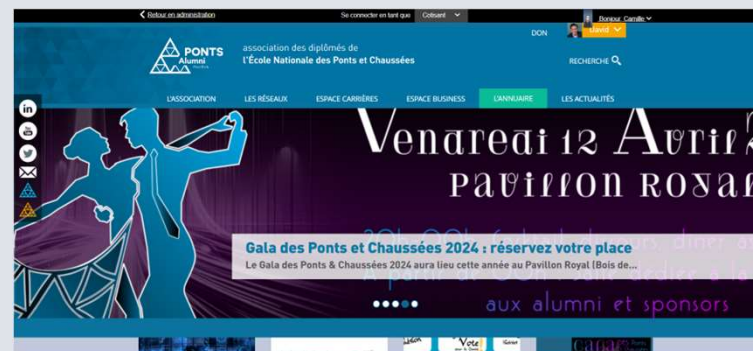 Retour en administration
Se connecter en tant que
Cotisant
Bonjour Camille
David
DON
PONTS
Alumni
association des diplômés de
l'École Nationale des Ponts et Chaussées
RECHERCHE
L'ASSOCIATION
LES RÉSEAUX
ESPACE CARRIÈRES
ESPACE BUSINESS
L'ANNUAIRE
LES ACTUALITÉS
in
Vendredi 12 Avril 2
Pavillon Royal
Gala des Ponts et Chaussées 2024 : réservez votre place
Le Gala des Ponts & Chaussées 2024 aura lieu cette année au Pavillon Royal (Bois de...
aux alumni et sponsors
Vote